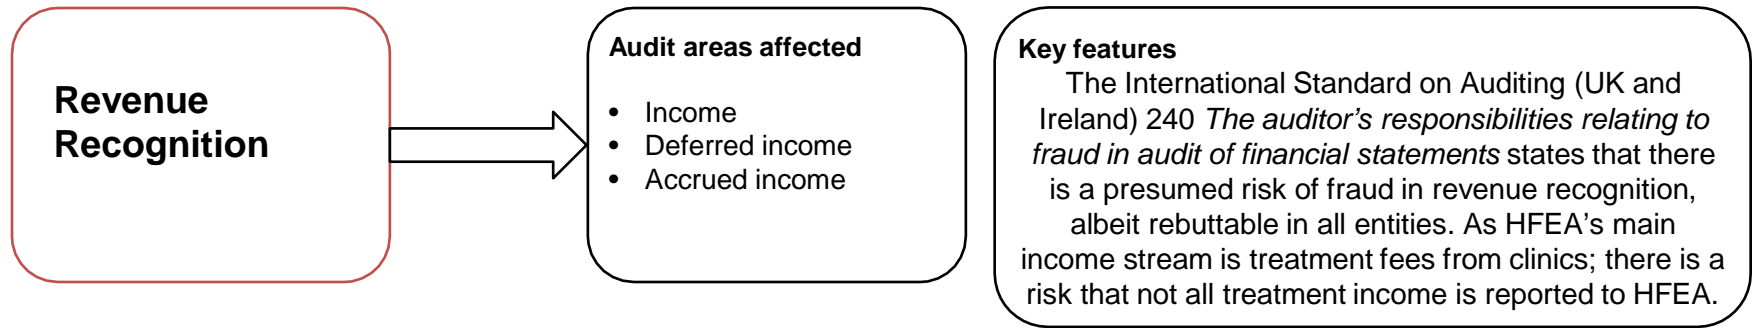 Revenue
Recognition
Audit areas affected
• Income
• Deferred income
• Accrued income
Key features
The International Standard on Auditing (UK and
Ireland) 240 The auditor's responsibilities relating to
fraud in audit of financial statements states that there
is a presumed risk of fraud in revenue recognition,
albeit rebuttable in all entities. As HFEA's main
income stream is treatment fees from clinics; there is a
risk that not all treatment income is reported to HFEA.